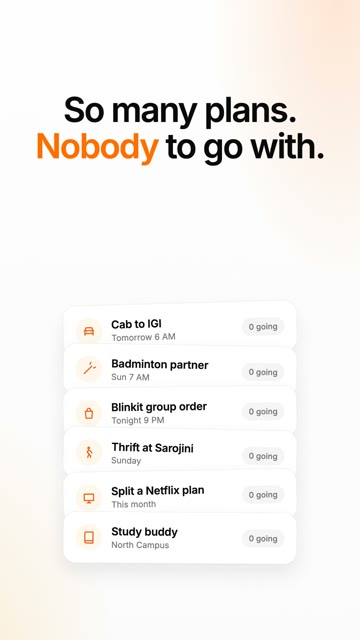 So many plans.
Nobody to go with.
Cab to IGI
Tomorrow 6 AM
0 going
Badminton partner
Sun 7 AM
0 going
Blinkit group order
Tonight 9 PM
0 going
Thrift at Sarojini
Sunday
0 going
Split a Netflix plan
This month
0 going
Study buddy
North Campus
0 going